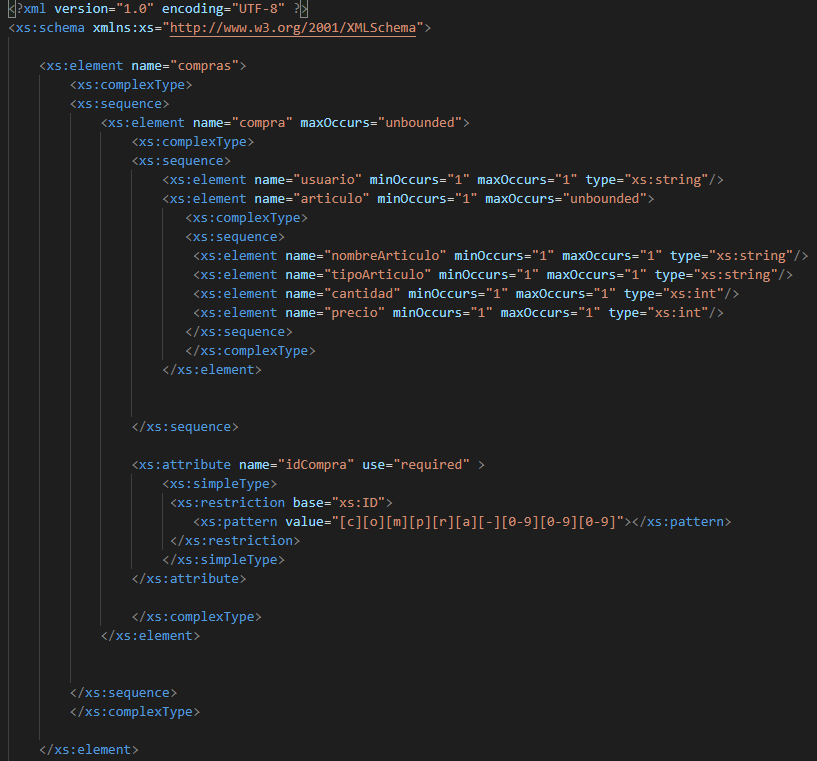 <?xml version="1.0" encoding="UTF-8" ?>
<xs:schema xmlns:xs="http://www.w3.org/2001/XMLSchema">
<xs:element name="compras">
<xs:complexType>
<xs:sequence>
<xs:element name="compra" maxOccurs="unbounded">
<xs:complexType>
<xs:sequence>
<xs:element name="usuario" minOccurs="1" maxOccurs="1" type="xs:string"/>
<xs:element name="articulo" minOccurs="1" maxOccurs="unbounded">
<xs:complexType>
<xs:sequence>
<xs:element name="nombreArticulo" minOccurs="1" maxOccurs="1" type="xs:string"/>
<xs:element name="tipoArticulo" minOccurs="1" maxOccurs="1" type="xs:string"/>
<xs:element name="cantidad" minOccurs="1" maxOccurs="1" type="xs:int"/>
<xs:element name="precio" minOccurs="1" maxOccurs="1" type="xs:int"/>
</xs:sequence>
</xs:complexType>
</xs:element>
</xs:sequence>
<xs:attribute name="idCompra" use="required" >
<xs:simpleType>
<xs:restriction base="xs:ID">
<xs:pattern value="[c][o][m][p][r][a][-][0-9][0-9][0-9]"></xs:pattern>
</xs:restriction>
</xs:simpleType>
</xs:attribute>
</xs:complexType>
</xs:element>
</xs:sequence>
</xs:complexType>
</xs:element>